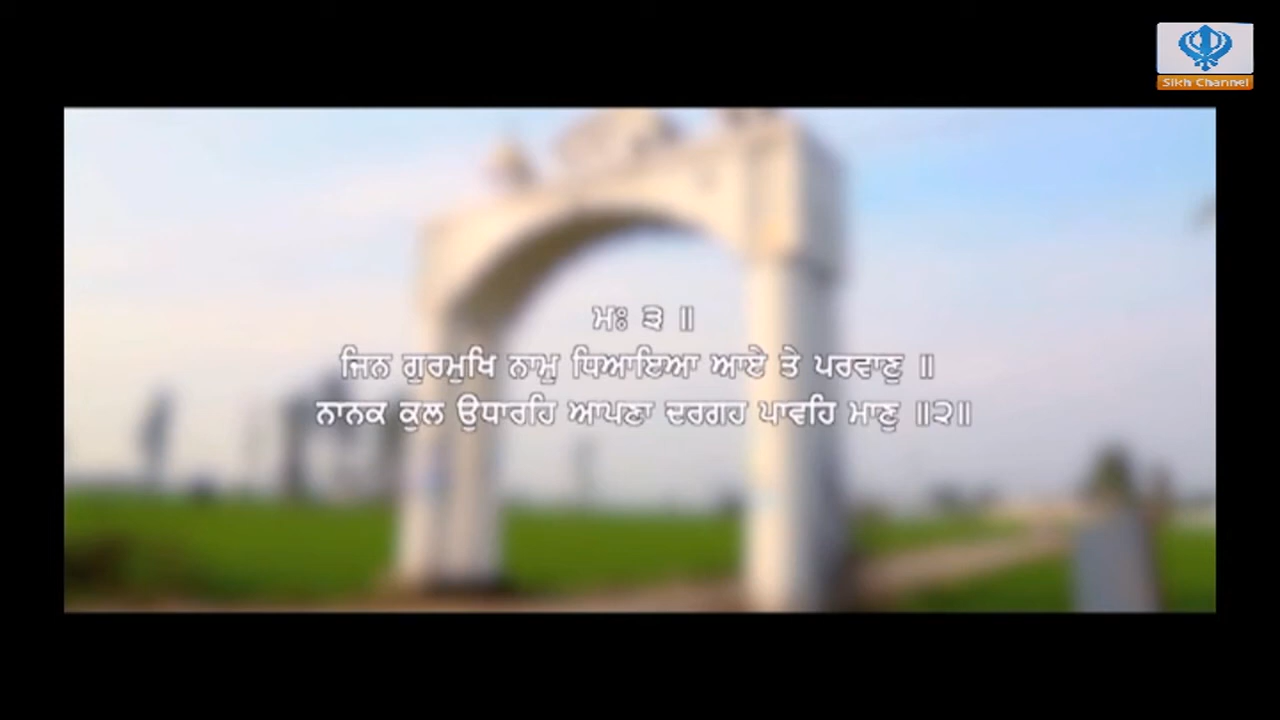 Sikh Channel
ਮਃ ੩ ॥
ਜਿਨ ਗੁਰਮੁਖਿ ਨਾਮੁ ਧਿਆਇਆ ਆਏ ਤੇ ਪਰਵਾਣੁ ॥
ਨਾਨਕ ਕੁਲ ਉਧਾਰਹਿ ਆਪਣਾ ਦਰਗਹ ਪਾਵਹਿ ਮਾਣੁ ॥੨॥